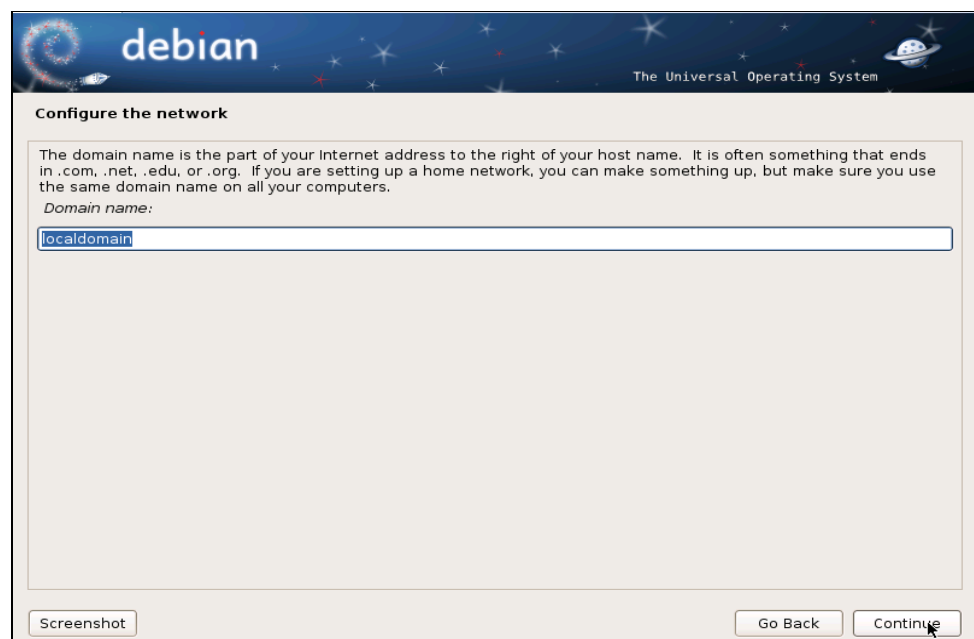 debian
The Universal Operating System
Configure the network
The domain name is the part of your Internet address to the right of your host name.  It is often something that ends
in .com, .net, .edu, or .org.  If you are setting up a home network, you can make something up, but make sure you use
the same domain name on all your computers.
Domain name:
localdomain
Screenshot
Go Back
Continue